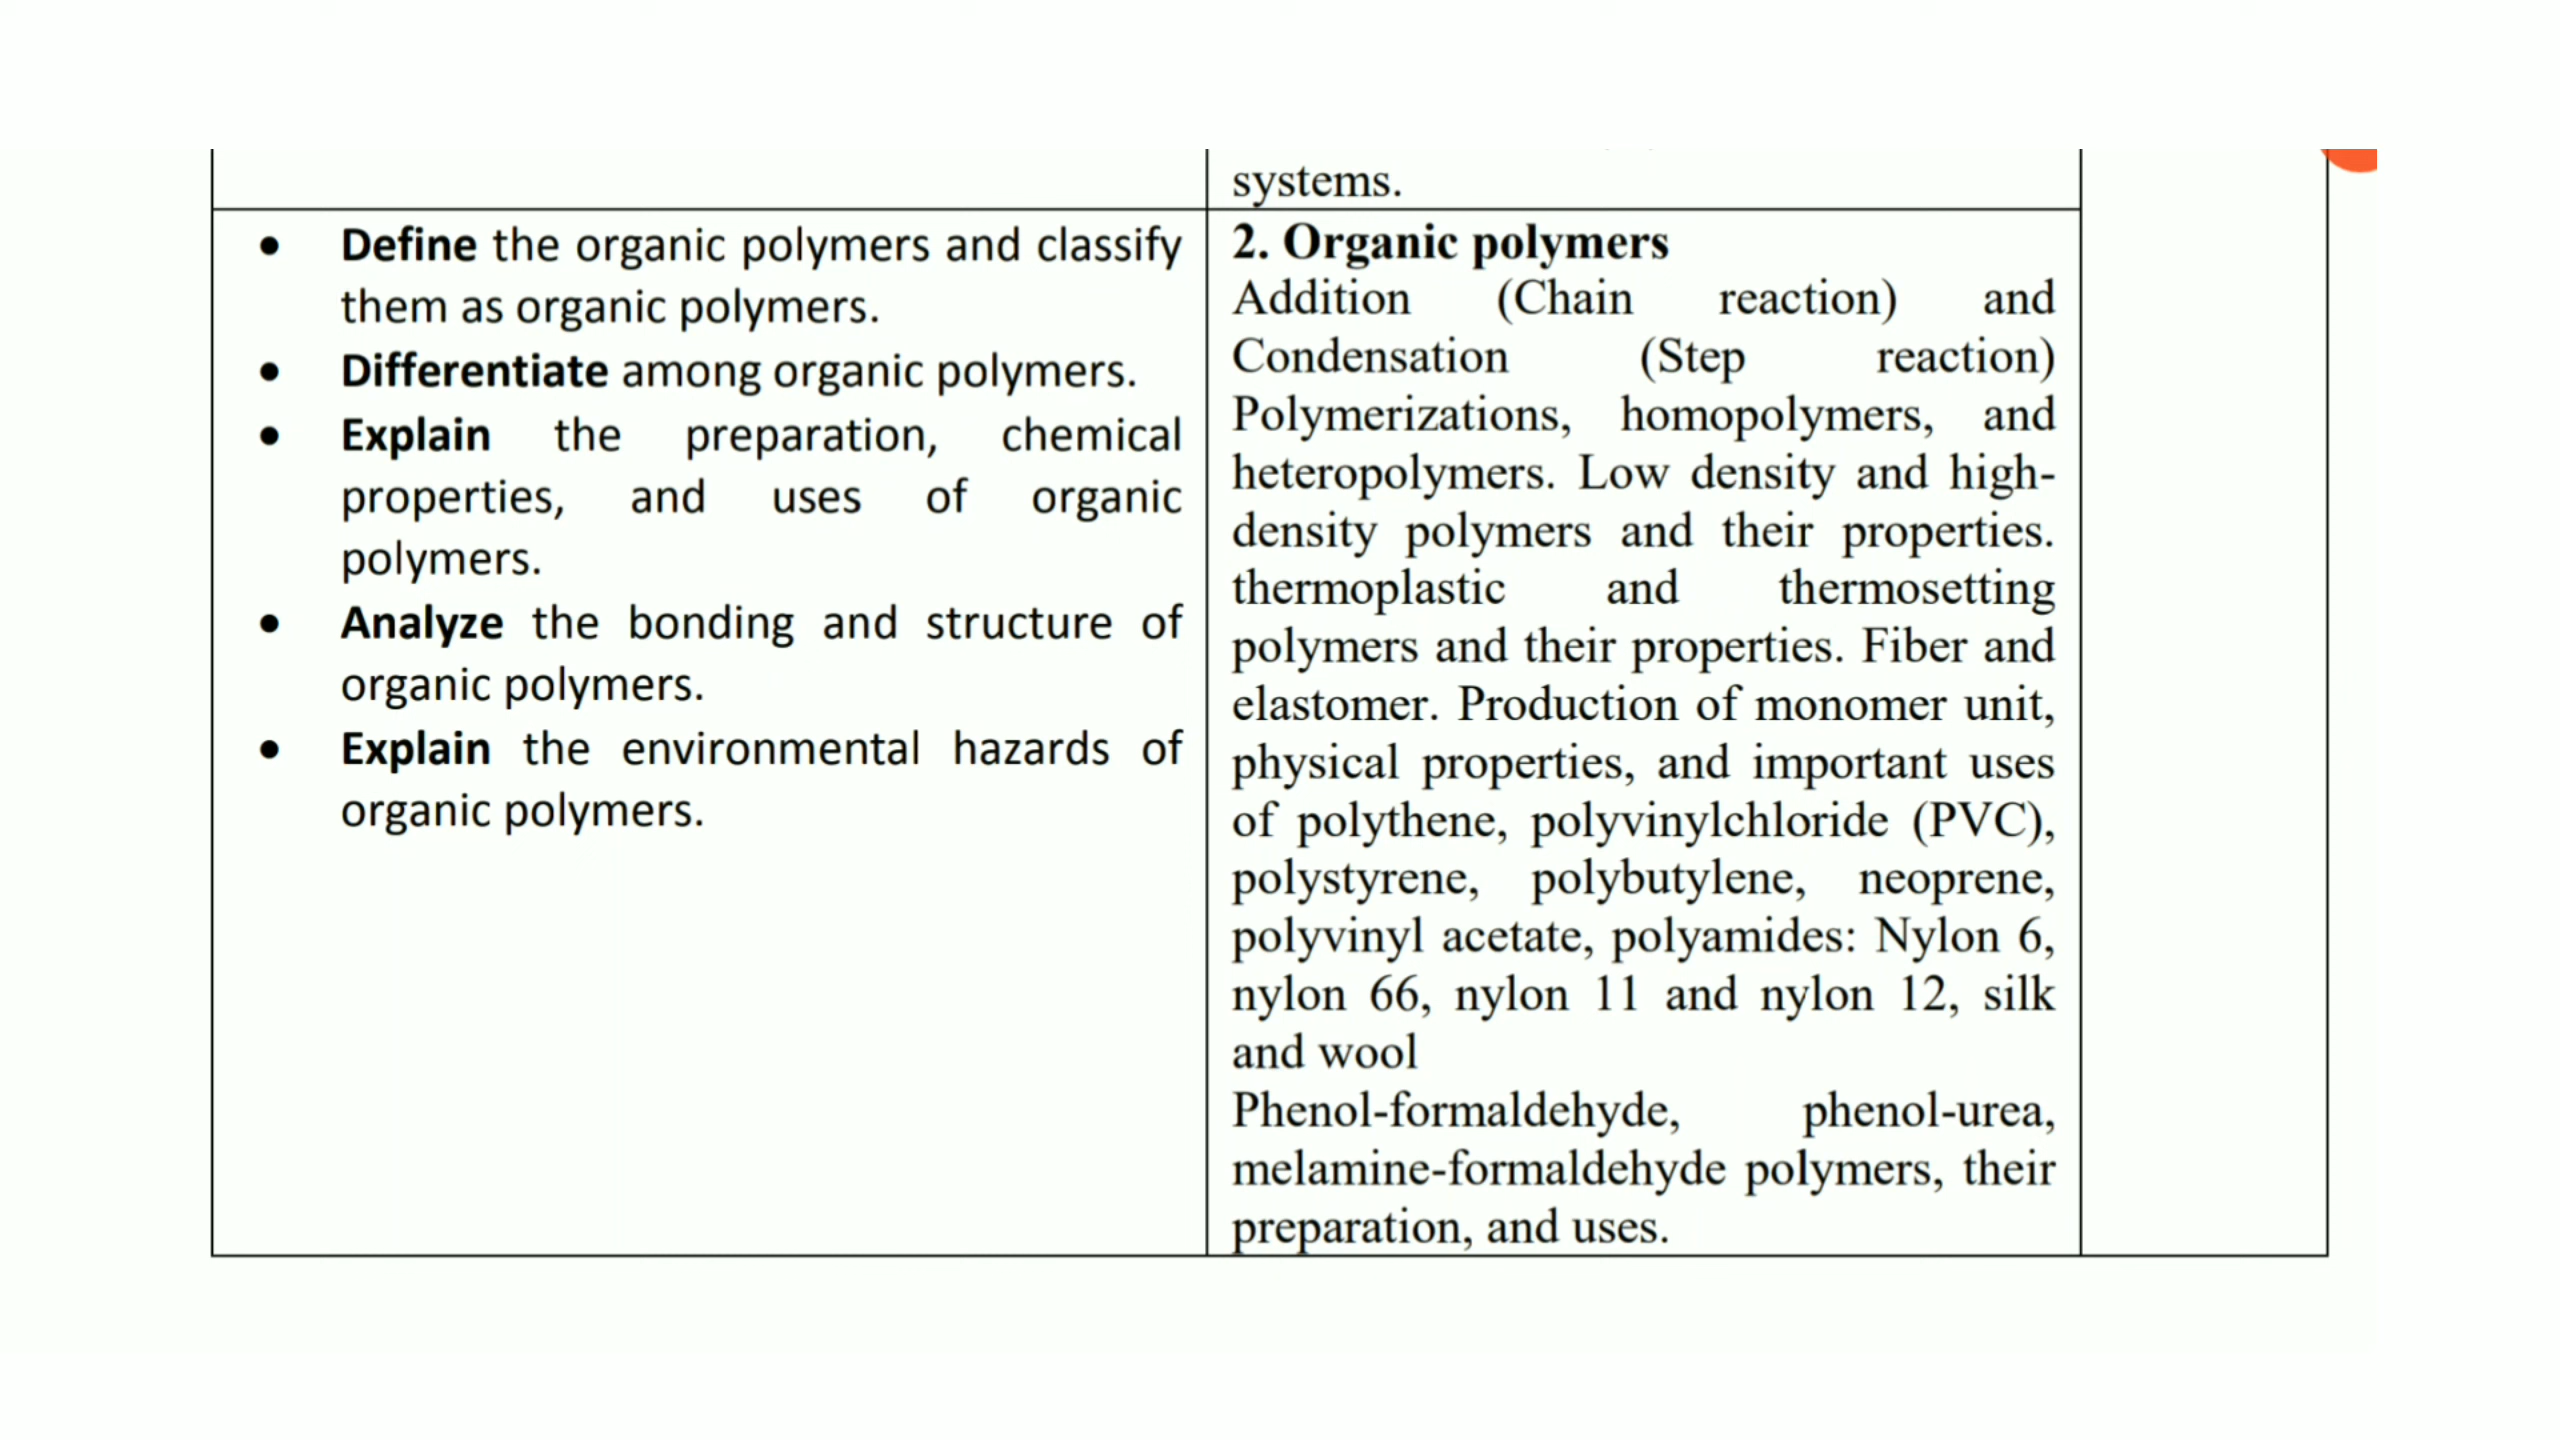 systems.
● Define the organic polymers and classify
them as organic polymers.
● Differentiate among organic polymers.
● Explain the preparation, chemical
properties, and uses of organic
polymers.
● Analyze the bonding and structure of
organic polymers.
● Explain the environmental hazards of
organic polymers.
2. Organic polymers
Addition (Chain reaction) and
Condensation (Step reaction)
Polymerizations, homopolymers, and
heteropolymers. Low density and high-
density polymers and their properties.
thermoplastic and thermosetting
polymers and their properties. Fiber and
elastomer. Production of monomer unit,
physical properties, and important uses
of polythene, polyvinylchloride (PVC),
polystyrene, polybutylene, neoprene,
polyvinyl acetate, polyamides: Nylon 6,
nylon 66, nylon 11 and nylon 12, silk
and wool
Phenol-formaldehyde, phenol-urea,
melamine-formaldehyde polymers, their
preparation, and uses.